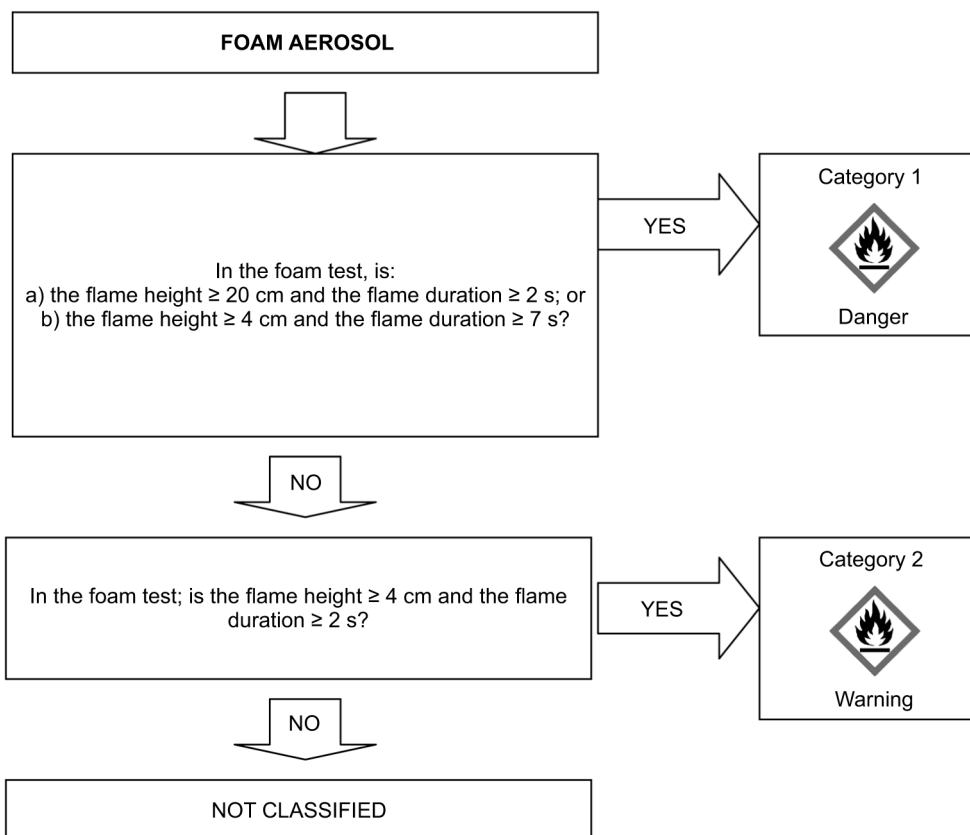 FOAM AEROSOL
In the foam test, is:
a) the flame height ≥ 20 cm and the flame duration ≥ 2 s; or
b) the flame height ≥ 4 cm and the flame duration ≥ 7 s?
YES
Category 1
Danger
NO
In the foam test; is the flame height ≥ 4 cm and the flame
duration ≥ 2 s?
YES
Category 2
Warning
NO
NOT CLASSIFIED